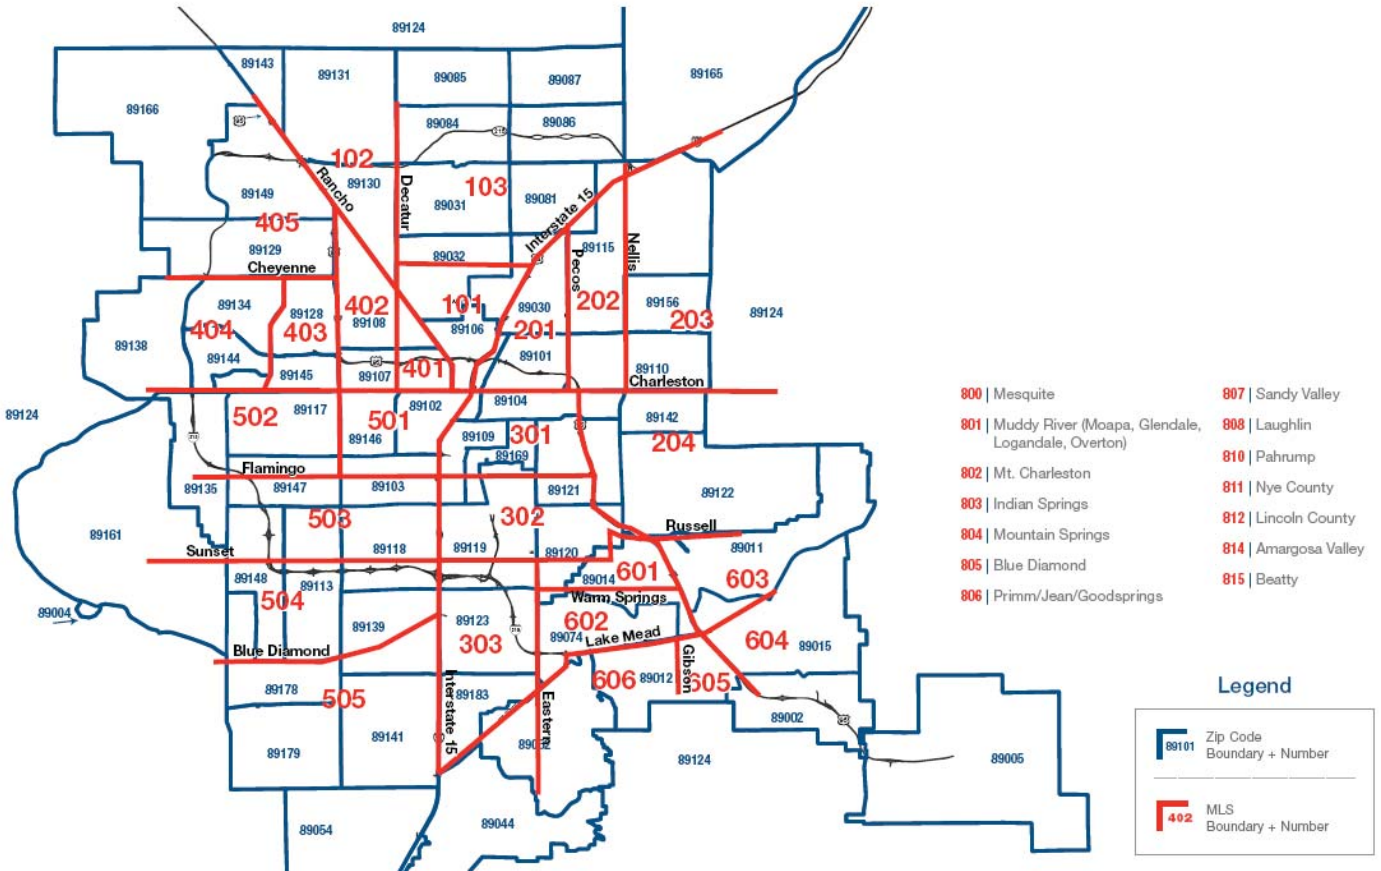 89124
89143
89131
89085
89087
89165
89166
89084
89086
102
89130
Rancho
Decatur
103
89149
89031
89081
Interstate 15
405
89129
89032
89115
Nellis
Cheyenne
Pecos
89134
89128
402
89108
101
89030
202
89156
203
89124
404
403
89106
201
89138
89144
89145
89107
401
89101
89110
Charleston
89124
502
89117
501
89102
89104
89142
89146
89109
301
204
89169
Flamingo
89135
89147
89103
89121
89122
503
302
Russell
89161
Sunset
89118
89119
89120
89011
89148
89113
89014
601
603
504
Warm Springs
89004
89139
89123
602
89074
Lake Mead
604
89015
Blue Diamond
303
Gibson
89178
505
Interstate 15
89183
Eastern
606
89012
605
89002
89179
89141
89124
89005
89054
89044
800 | Mesquite
801 | Muddy River (Moapa, Glendale,
Logandale, Overton)
802 | Mt. Charleston
803 | Indian Springs
804 | Mountain Springs
805 | Blue Diamond
806 | Primm/Jean/Goodsprings
807 | Sandy Valley
808 | Laughlin
810 | Pahrump
811 | Nye County
812 | Lincoln County
814 | Amargosa Valley
815 | Beatty
Legend
89101
Zip Code
Boundary + Number
402
MLS
Boundary + Number